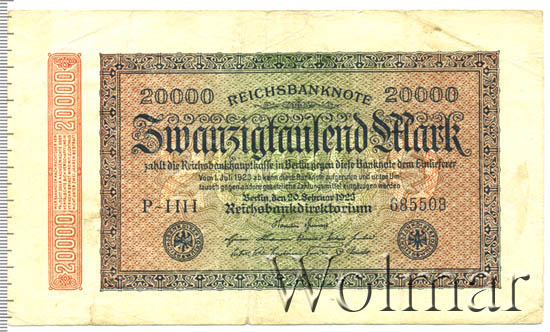 REICHSBANKNOTE
20000 20000
Zwanzigtausend Mark
zahlt die Reichsbankhauptkasse in Berlin gegen diese Banknote dem Einlieferer
Vom 1. Juli 1923 ab kann diese Banknote aufgerufen und unter Um-
tausch gegen andere gesetzliche Zahlungsmittel eingezogen werden
Berlin, den 20. Februar 1923
P-IIII Reichsbankdirektorium 685508
20000
20000
Wolmar